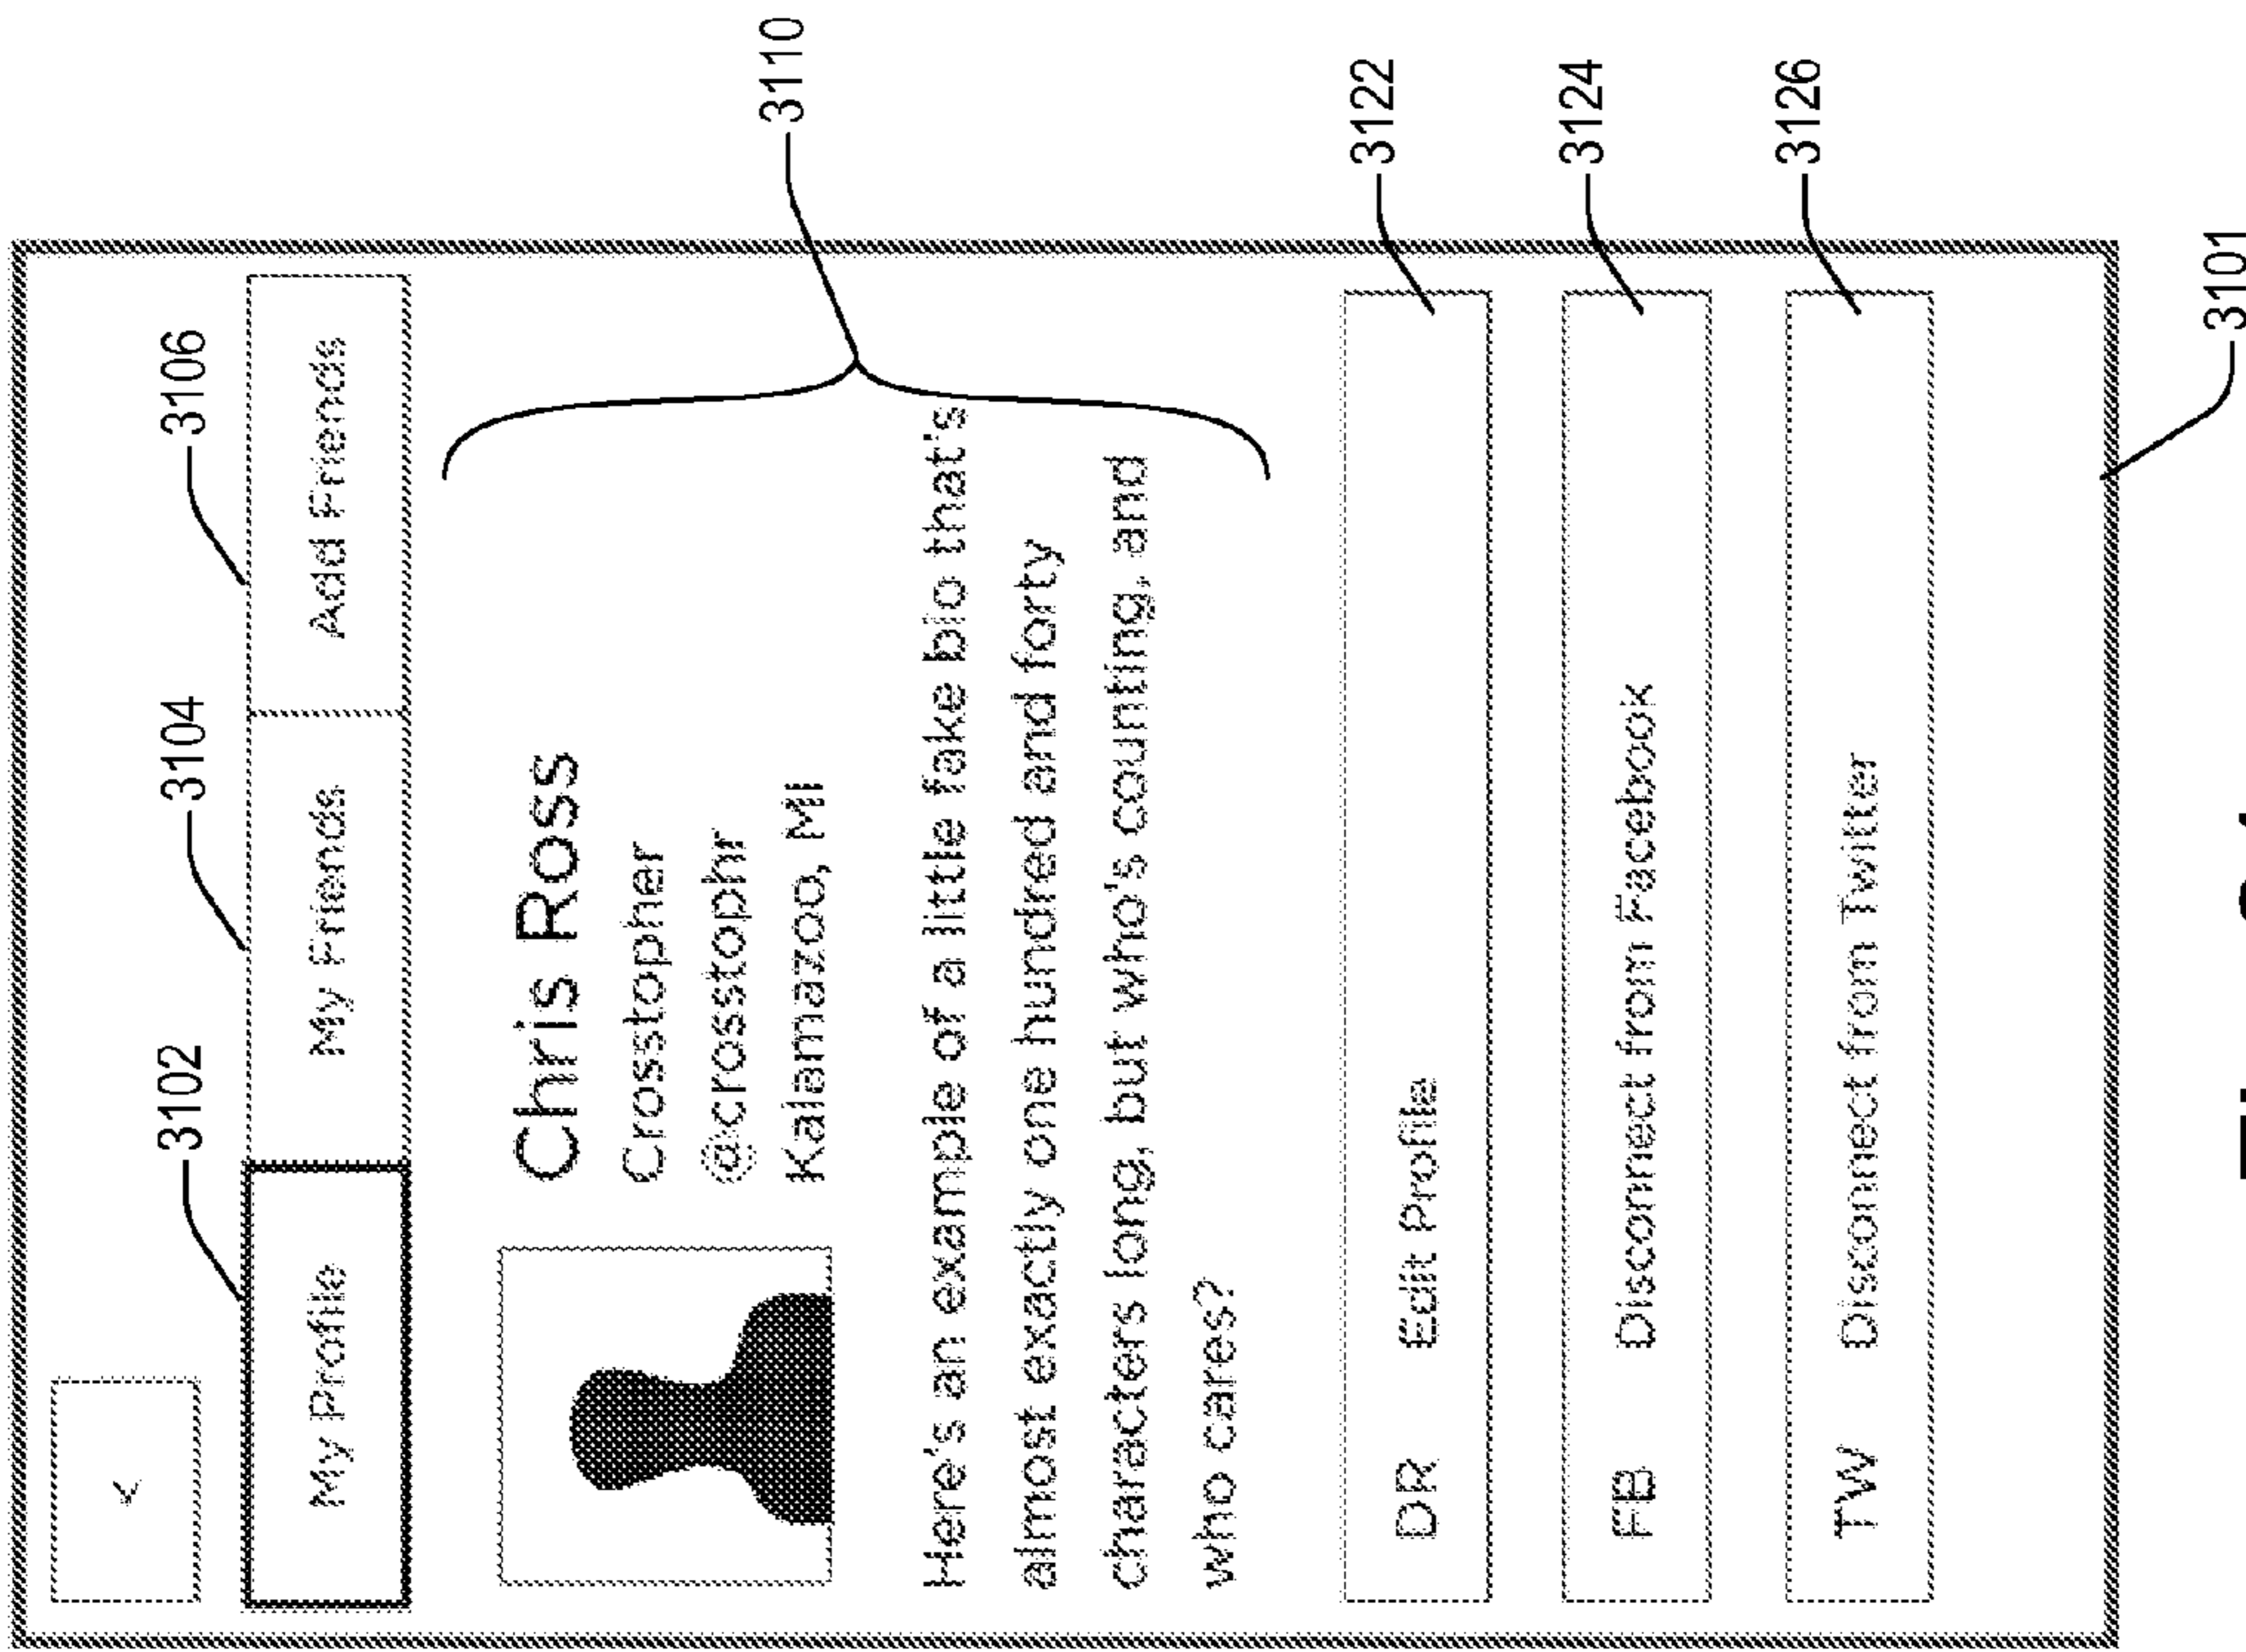 <
3102
3104
3106
My Profile
My Friends
Add Friends
Chris Ross
Crosstopher
@crosstophr
Kalamazoo, MI
3110
Here's an example of a little fake bio that's
almost exactly one hundred and forty
characters long, but who's counting, and
who cares?
DR Edit Profile
3122
FB Disconnect from Facebook
3124
TW Disconnect from Twitter
3126
3101